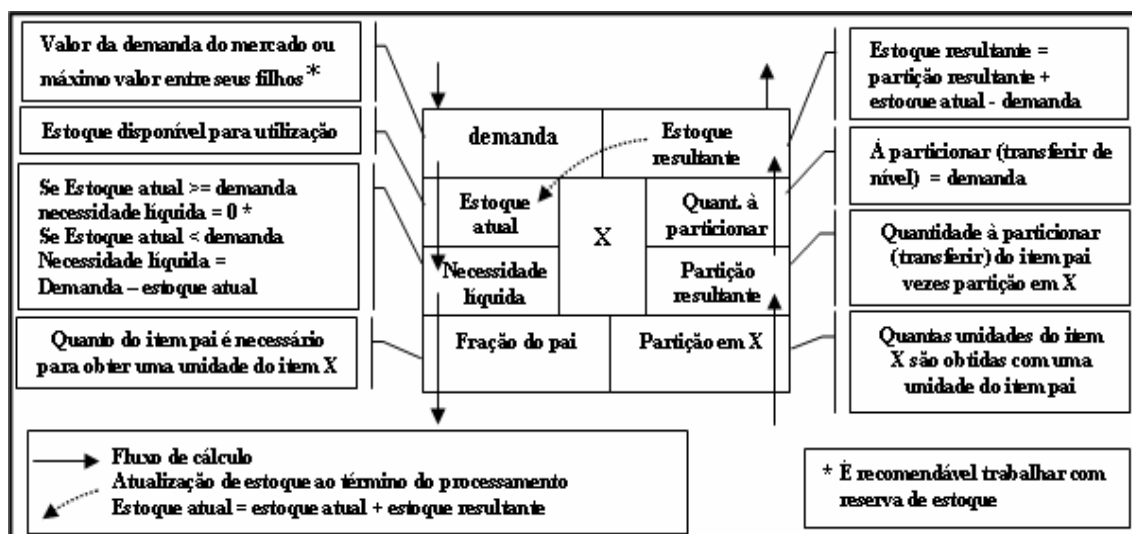 Valor da demanda do mercado ou
máximo valor entre seus filhos *
Estoque disponível para utilização
Se Estoque atual >= demanda
necessidade líquida = 0 *
Se Estoque atual < demanda
Necessidade líquida =
Demanda – estoque atual
Quanto do item pai é necessário
para obter uma unidade do item X
demanda
Estoque
resultante
Estoque
atual
X
Quant. à
particionar
Necessidade
líquida
Partição
resultante
Fração do pai
Partição em X
Estoque resultante =
partição resultante +
estoque atual - demanda
À particionar (transferir de
nível) = demanda
Quantidade à particionar
(transferir) do item pai
vezes partição em X
Quantas unidades do item
X são obtidas com uma
unidade do item pai
Fluxo de cálculo
Atualização de estoque ao término do processamento
Estoque atual = estoque atual + estoque resultante
* È recomendável trabalhar com
reserva de estoque